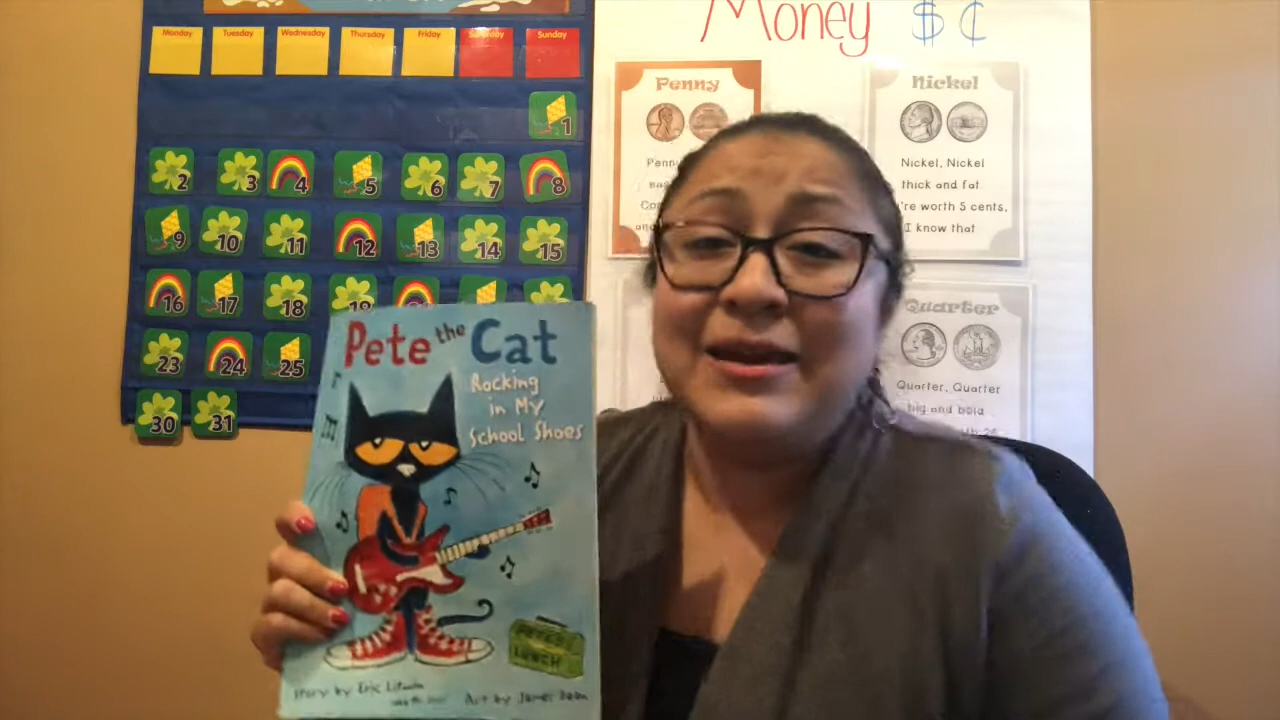 Monday Tuesday Wednesday Thursday Friday Saturday Sunday
1
2 3 4 5 6 7 8
9 10 11 12 13 14 15
16 17 18 19
23 24 25
30 31
Money $ ¢
Penny
Nickel
Nickel, Nickel
thick and fat
're worth 5 cents,
I know that
Quarter
Quarter, Quarter
big and bold
Pete the Cat
Rocking
in My
School Shoes
PETE'S
LUNCH
story by Eric Litwin
Art by James Dean